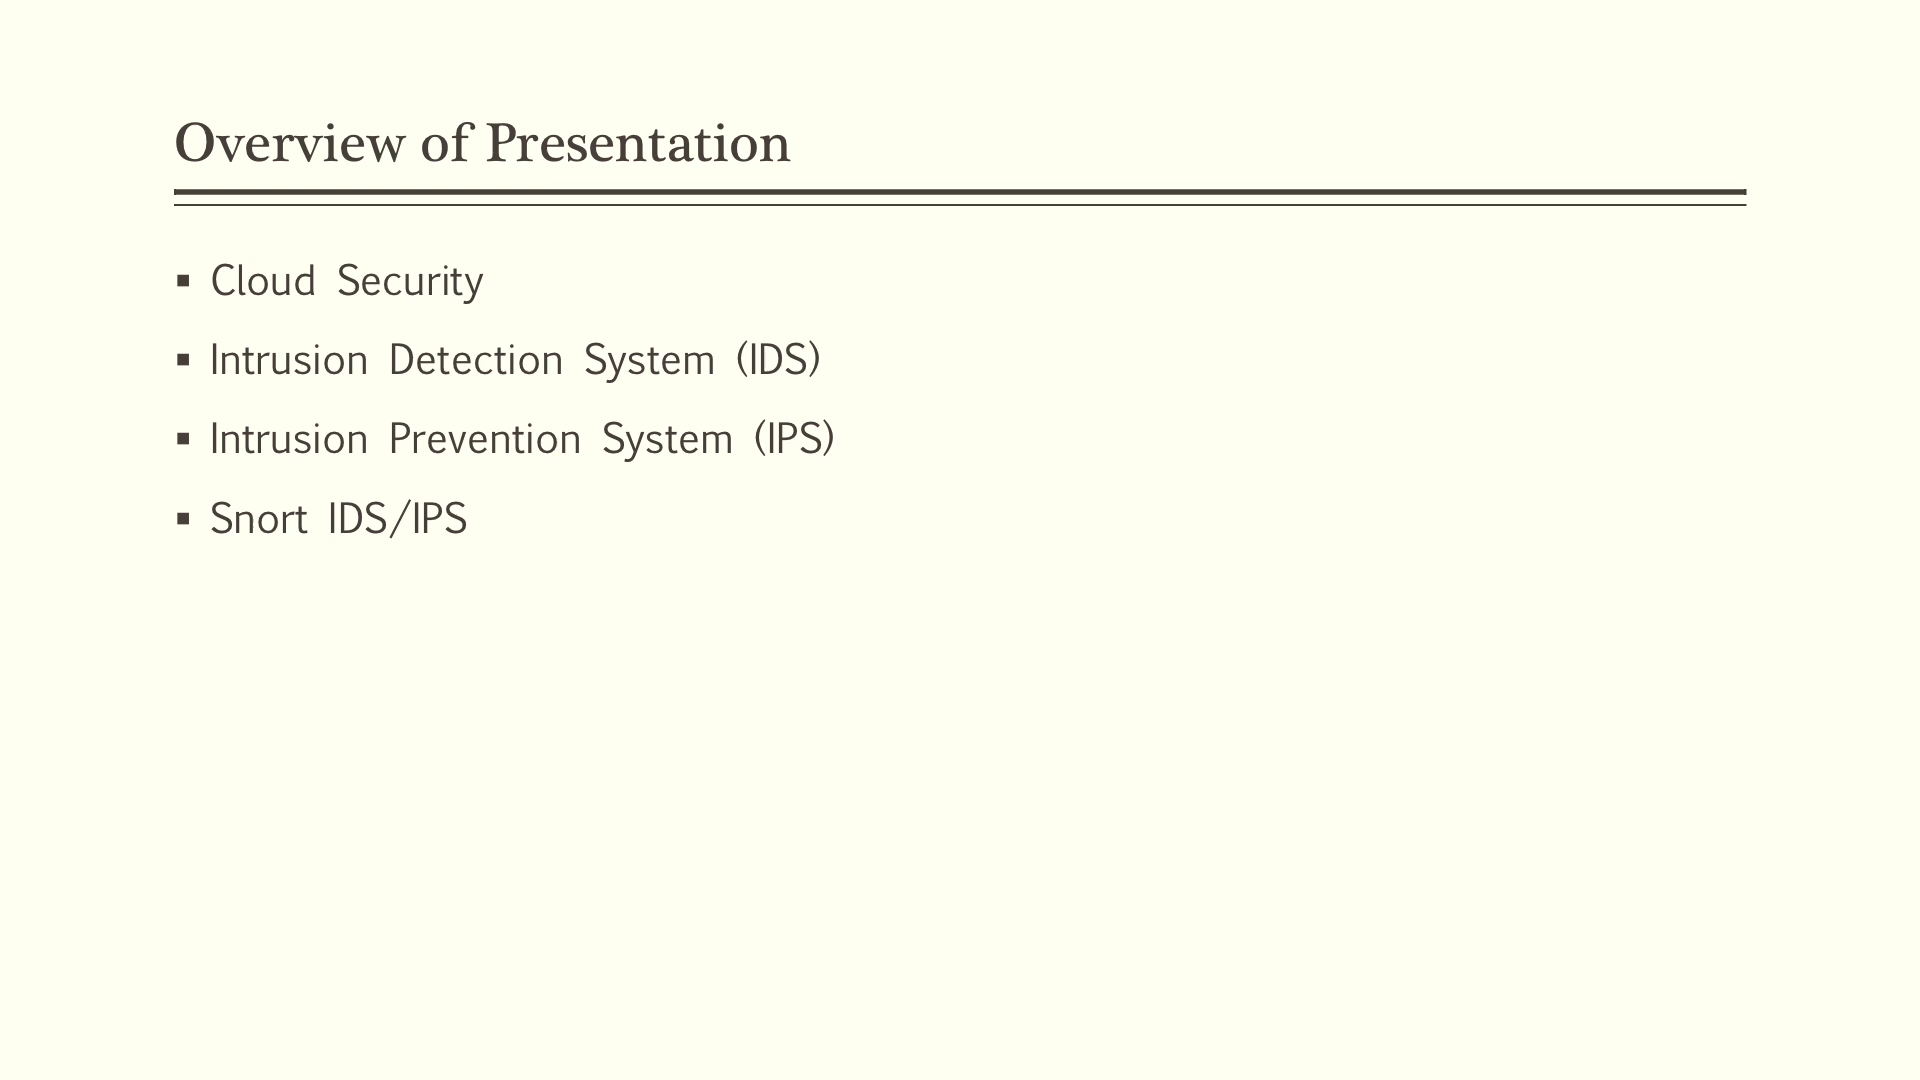 Overview of Presentation
▪ Cloud Security
▪ Intrusion Detection System (IDS)
▪ Intrusion Prevention System (IPS)
▪ Snort IDS/IPS